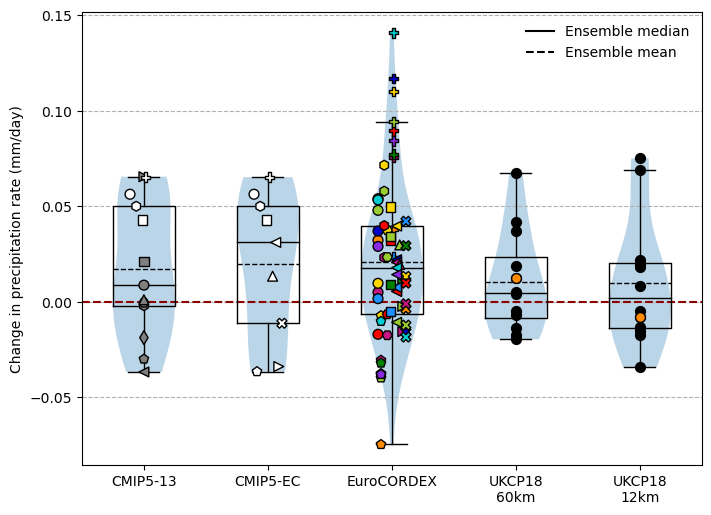 Change in precipitation rate (mm/day)
0.15
0.10
0.05
0.00
−0.05
Ensemble median
Ensemble mean
CMIP5-13
CMIP5-EC
EuroCORDEX
UKCP18
60km
UKCP18
12km